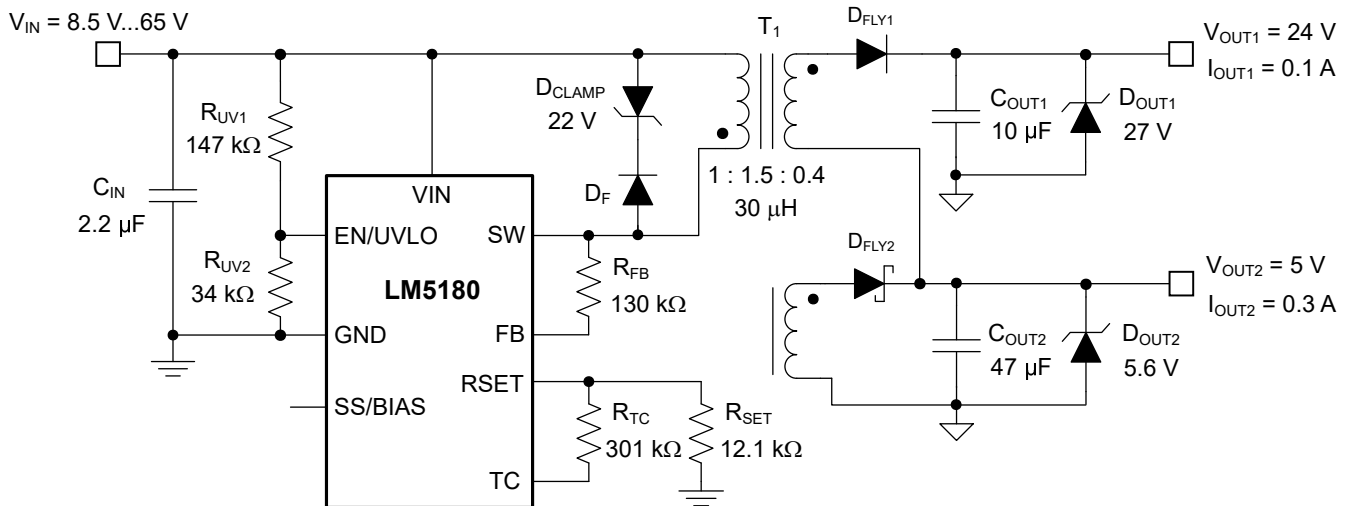 V_IN = 8.5 V...65 V
T_1
D_FLY1
V_OUT1 = 24 V
I_OUT1 = 0.1 A
D_CLAMP
22 V
R_UV1
147 kΩ
C_OUT1
10 µF
D_OUT1
27 V
C_IN
2.2 µF
VIN
D_F
1 : 1.5 : 0.4
30 μH
EN/UVLO
SW
D_FLY2
V_OUT2 = 5 V
I_OUT2 = 0.3 A
R_UV2
34 kΩ
LM5180
R_FB
130 kΩ
GND
FB
C_OUT2
47 µF
D_OUT2
5.6 V
RSET
SS/BIAS
R_TC
301 kΩ
R_SET
12.1 kΩ
TC